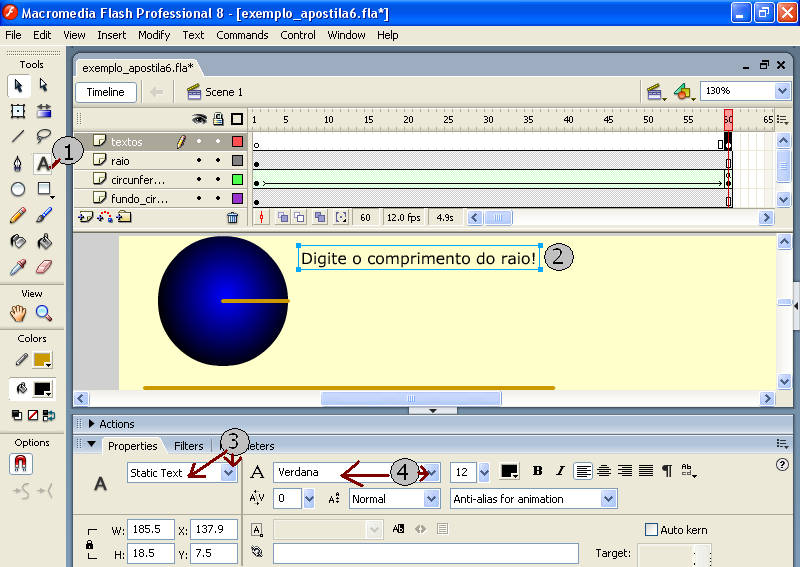 Macromedia Flash Professional 8 - [exemplo_apostila6.fla*]
File Edit View Insert Modify Text Commands Control Window Help
Tools
exemplo_apostila6.fla*
Timeline Scene 1 130%
1 5 10 15 20 25 30 35 40 45 50 55 60 65
textos
1
A
raio
circunfer...
fundo_cir...
60 12.0 fps 4.9s
Digite o comprimento do raio! 2
View
Colors
Actions
Properties Filters 3
Static Text A Verdana 4 12 B I
A
A/V 0 Normal Anti-alias for animation
W: 185.5 X: 137.9 Auto kern
H: 18.5 Y: 7.5 Target:
Options